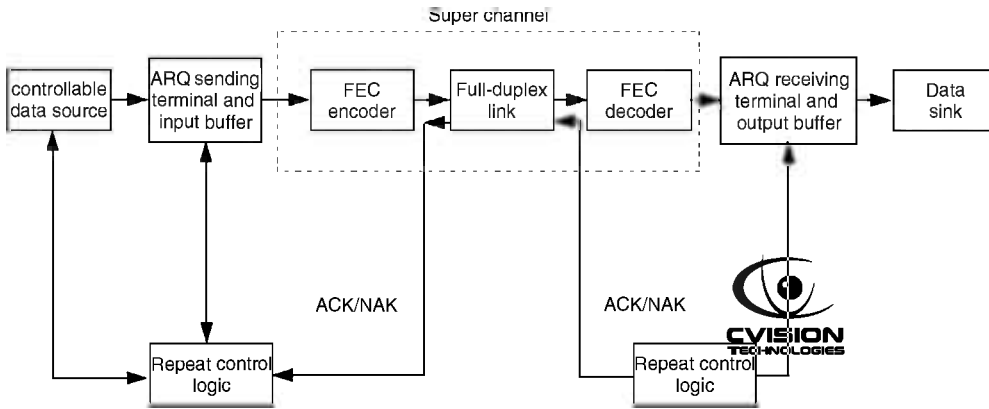 Super channel
controllable
data source
ARQ sending
terminal and
input buffer
FEC
encoder
Full-duplex
link
FEC
decoder
ARQ receiving
terminal and
output buffer
Data
sink
ACK/NAK
ACK/NAK
Repeat control
logic
Repeat control
logic
CVISION
TECHNOLOGIES